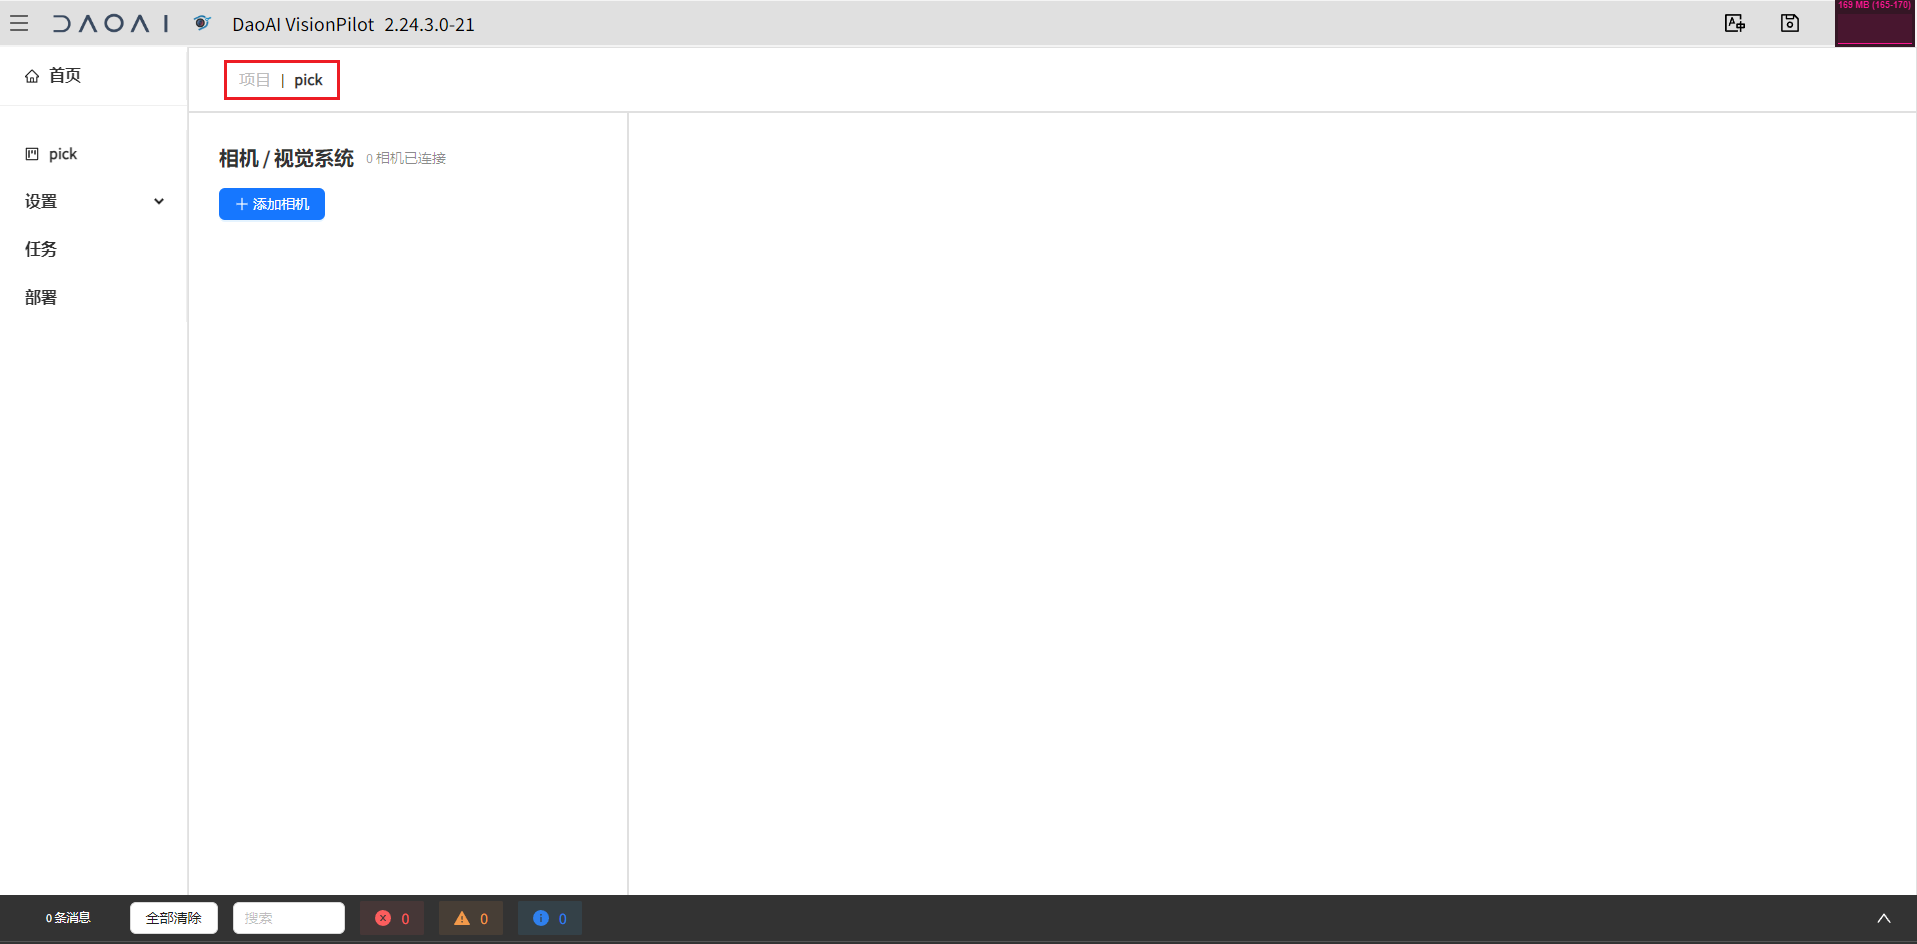 DAOAI DaoAI VisionPilot 2.24.3.0-21
169 MB (165-170)
首页
项目 | pick
pick
设置
任务
部署
相机 / 视觉系统 0 相机已连接
添加相机
0 条消息 全部清除 搜索 0 0 0